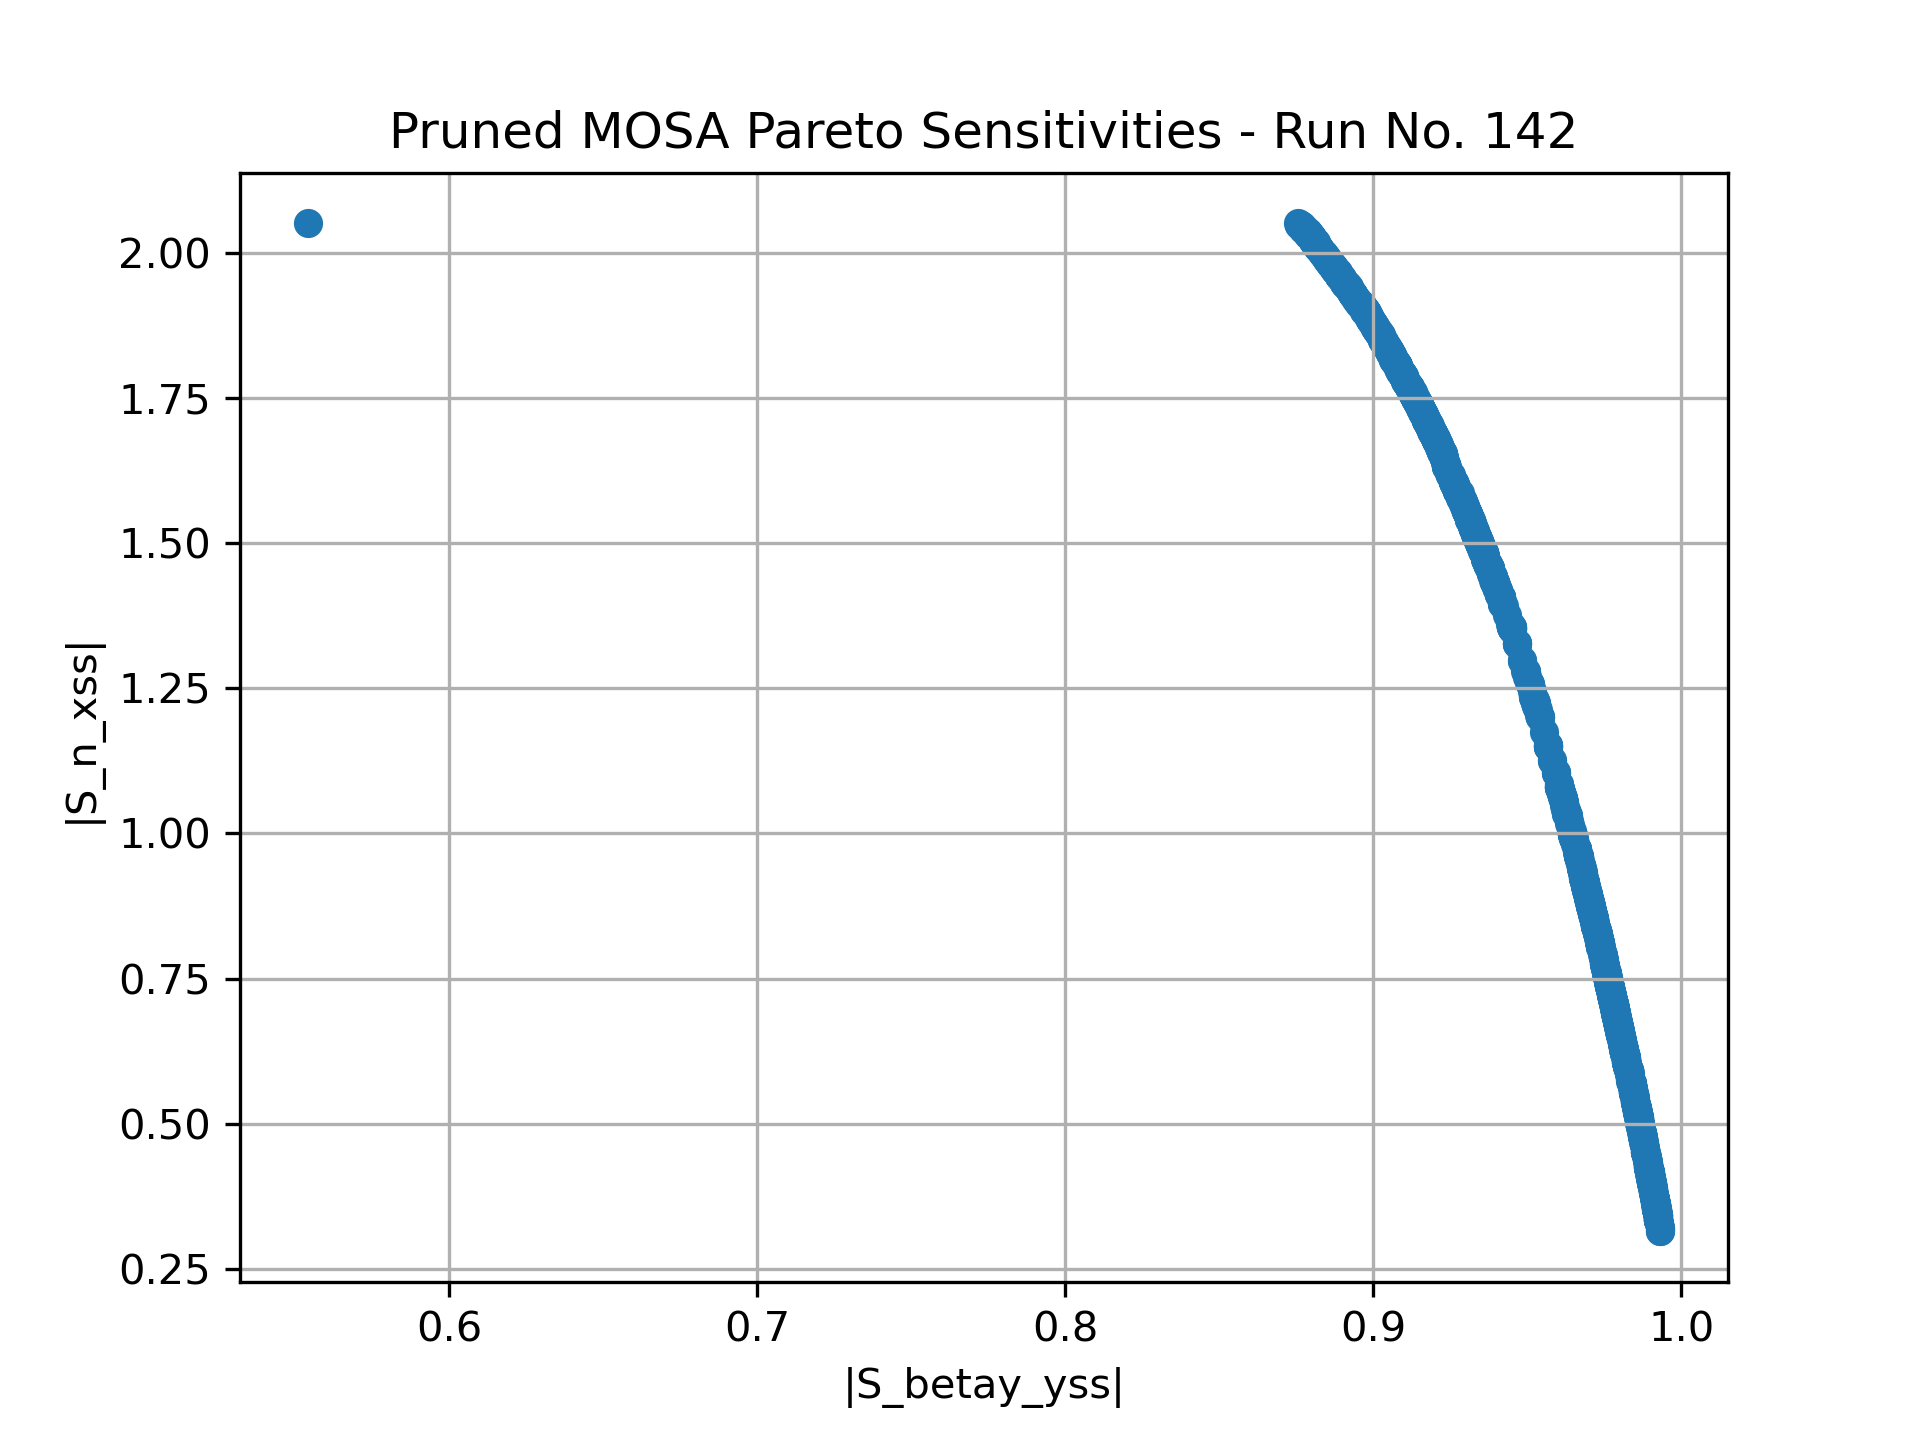 Pruned MOSA Pareto Sensitivities - Run No. 142
|S_n_xss|
2.00
1.75
1.50
1.25
1.00
0.75
0.50
0.25
0.6 0.7 0.8 0.9 1.0
|S_betay_yss|